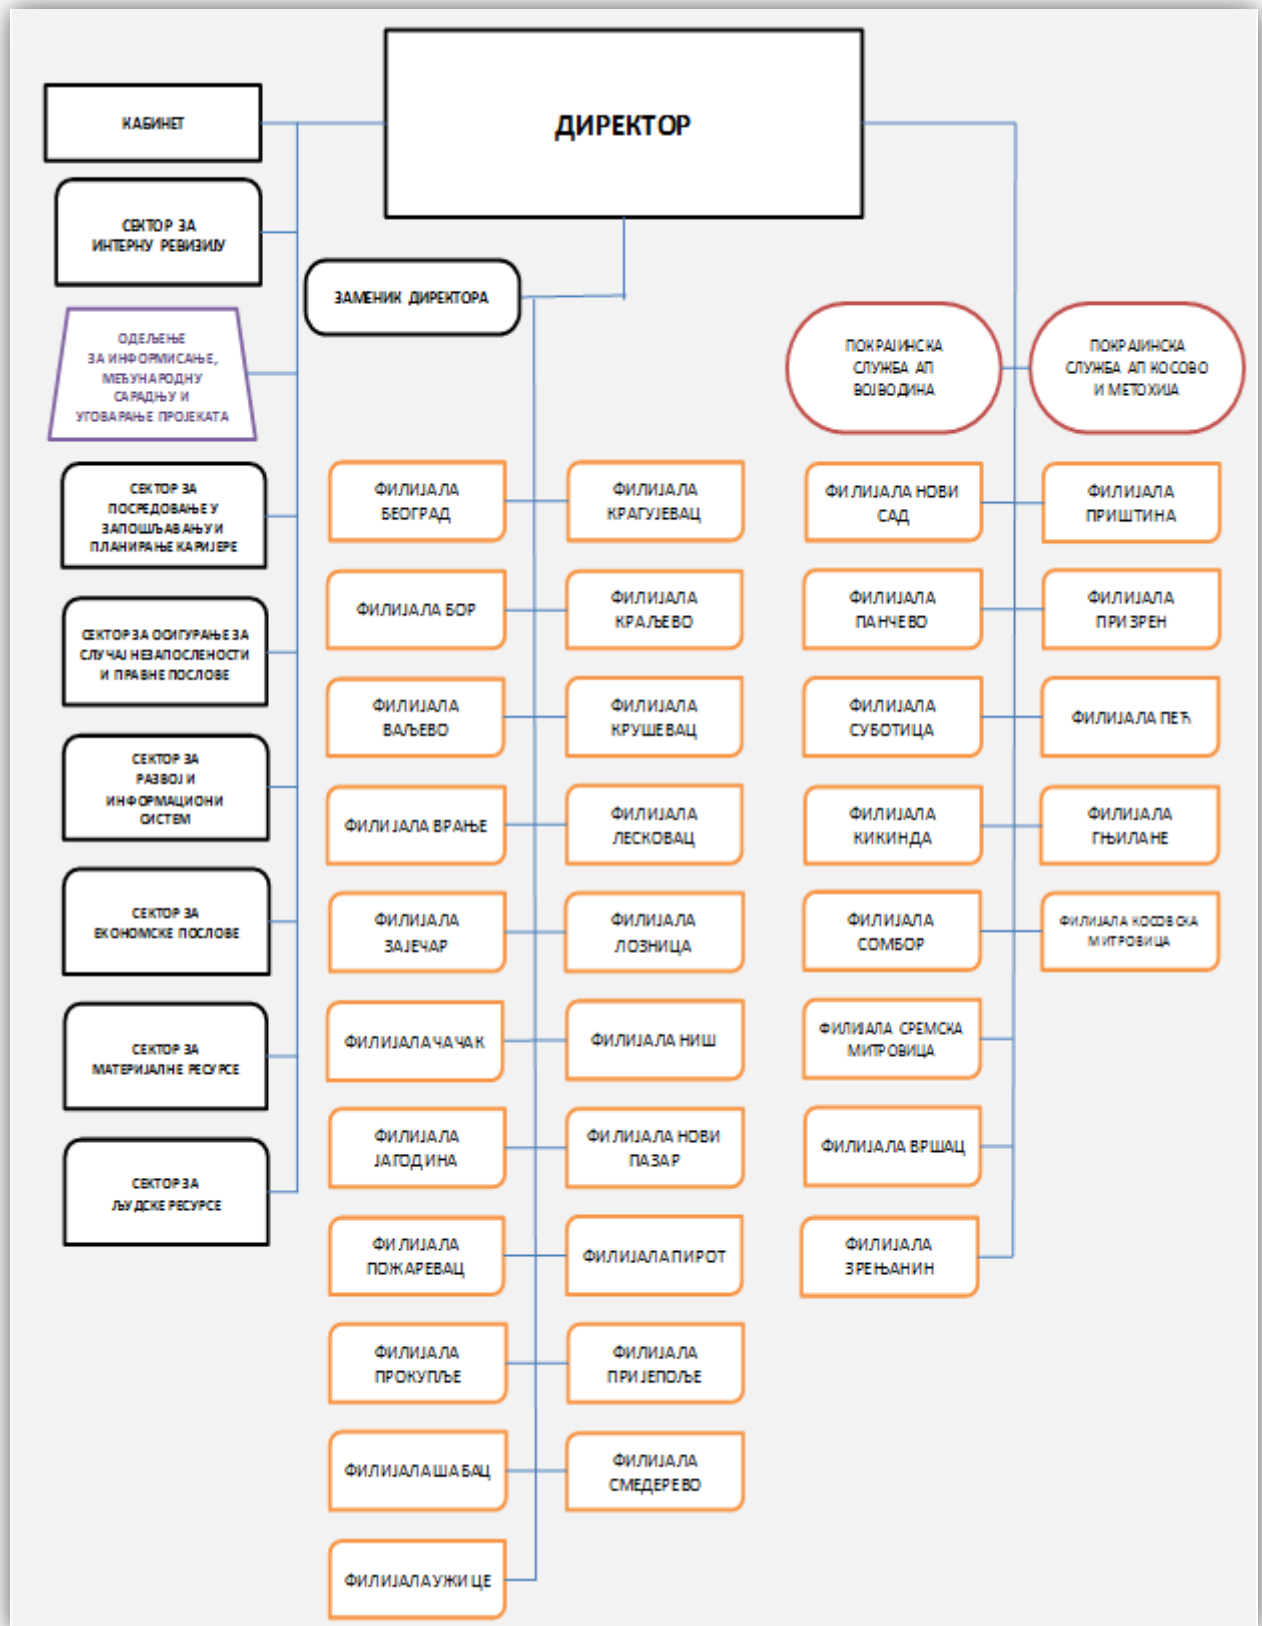 ДИРЕКТОР
КАБИНЕТ
СЕКТОР ЗА
ИНТЕРНУ РЕВИЗИЈУ
ЗАМЕНИК ДИРЕКТОРА
ОДЕЉЕЊЕ
ЗА ИНФОРМИСАЊЕ,
МЕЂУНАРОДНУ
САРАДЊУ И
УГОВАРАЊЕ ПРОЈЕКАТА
СЕКТОР ЗА
ПОСРЕДОВАЊЕ У
ЗАПОШЉАВАЊУ И
ПЛАНИРАЊЕ КАРИЈЕРЕ
СЕКТОР ЗА ОСИГУРАЊЕ ЗА
СЛУЧАЈ НЕЗАПОСЛЕНОСТИ
И ПРАВНЕ ПОСЛОВЕ
СЕКТОР ЗА
РАЗВОЈ И
ИНФОРМАЦИОНИ
СИСТЕМ
СЕКТОР ЗА
ЕКОНОМСКЕ ПОСЛОВЕ
СЕКТОР ЗА
МАТЕРИЈАЛНЕ РЕСУРСЕ
СЕКТОР ЗА
ЉУДСКЕ РЕСУРСЕ
ФИЛИЈАЛА
БЕОГРАД
ФИЛИЈАЛА
КРАГУЈЕВАЦ
ФИЛИЈАЛА БОР
ФИЛИЈАЛА
КРАЉЕВО
ФИЛИЈАЛА
ВАЉЕВО
ФИЛИЈАЛА
КРУШЕВАЦ
ФИЛИЈАЛА ВРАЊЕ
ФИЛИЈАЛА
ЛЕСКОВАЦ
ФИЛИЈАЛА
ЗАЈЕЧАР
ФИЛИЈАЛА
ЛОЗНИЦА
ФИЛИЈАЛА ЧАЧАК
ФИЛИЈАЛА НИШ
ФИЛИЈАЛА
ЈАГОДИНА
ФИЛИЈАЛА НОВИ
ПАЗАР
ФИЛИЈАЛА
ПОЖАРЕВАЦ
ФИЛИЈАЛА ПИРОТ
ФИЛИЈАЛА
ПРОКУПЉЕ
ФИЛИЈАЛА
ПРИЈЕПОЉЕ
ФИЛИЈАЛА ШАБАЦ
ФИЛИЈАЛА
СМЕДЕРЕВО
ФИЛИЈАЛА УЖИЦЕ
ПОКРАЈИНСКА
СЛУЖБА АП
ВОЈВОДИНА
ПОКРАЈИНСКА
СЛУЖБА АП КОСОВО
И МЕТОХИЈА
ФИЛИЈАЛА НОВИ
САД
ФИЛИЈАЛА
ПРИШТИНА
ФИЛИЈАЛА
ПАНЧЕВО
ФИЛИЈАЛА
ПРИЗРЕН
ФИЛИЈАЛА
СУБОТИЦА
ФИЛИЈАЛА ПЕЋ
ФИЛИЈАЛА
КИКИНДА
ФИЛИЈАЛА
ГЊИЛАНЕ
ФИЛИЈАЛА
СОМБОР
ФИЛИЈАЛА КОСОВСКА
МИТРОВИЦА
ФИЛИЈАЛА СРЕМСКА
МИТРОВИЦА
ФИЛИЈАЛА ВРШАЦ
ФИЛИЈАЛА
ЗРЕЊАНИН